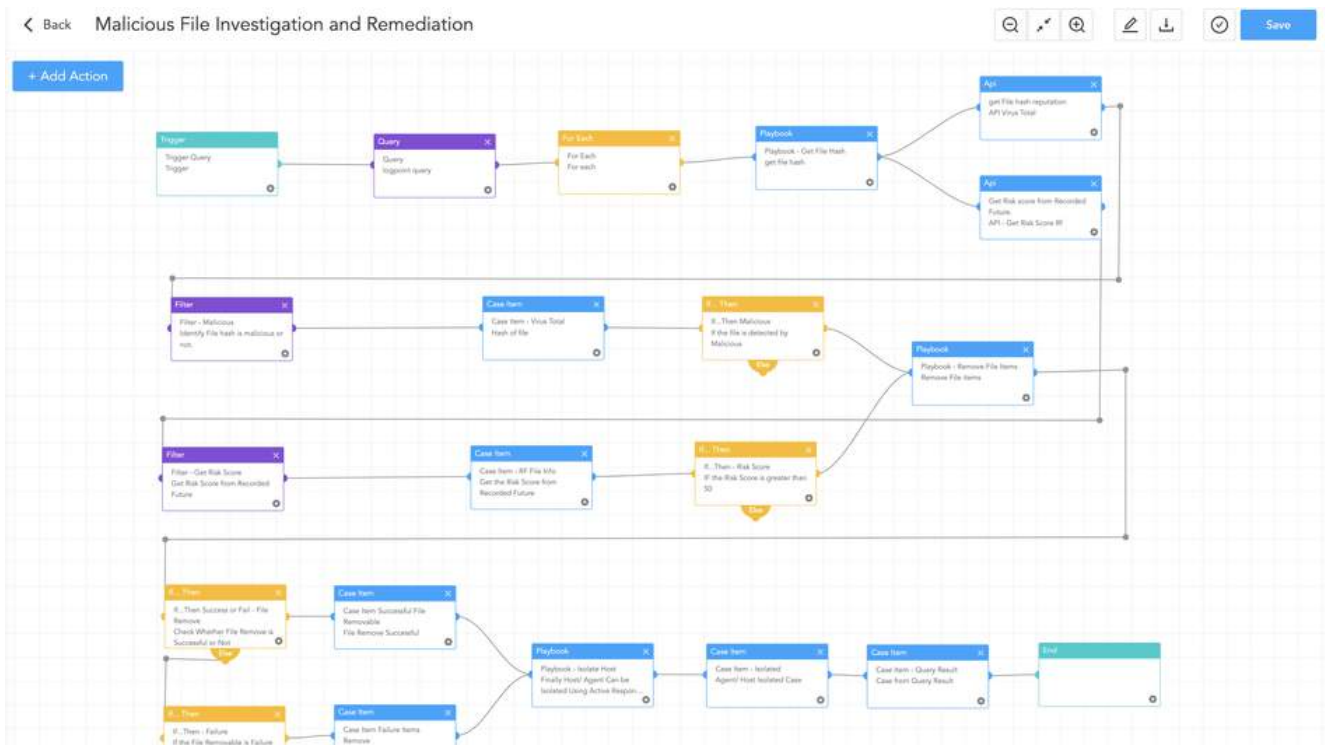 Back
Malicious File Investigation and Remediation
Save
+ Add Action
Trigger
Trigger Query
Trigger
Query
Query
logpoint query
For Each
For Each
For each
Playbook
Playbook - Get File Hash
get file hash
Api
get File hash reputation
API Virus Total
Api
Get Risk score from Recorded
Future.
API - Get Risk Score RF
Filter
Filter - Malicious
Identify File hash is malicious or
not.
Case Item
Case Item - Virus Total
Hash of file
If... Then
If...Then Malicious
If the file is detected by
Malicious
Else
Playbook
Playbook - Remove File Items
Remove File items
Filter
Filter - Get Risk Score
Get Risk Score from Recorded
Future
Case Item
Case Item - RF File Info
Get the Risk Score from
Recorded Future
If... Then
If...Then - Risk Score
IF the Risk Score is greater than
50
Else
If... Then
If...Then Success or Fail - File
Remove
Check Whether File Remove is
Successful or Not
Else
Case Item
Case Item Successful File
Removable
File Remove Successful
Playbook
Playbook - Isolate Host
Finally Host/ Agent Can be
Isolated Using Active Respon...
Case Item
Case Item - Isolated
Agent/ Host Isolated Case
Case Item
Case Item - Query Result
Case from Query Result
End
If... Then
If...Then - Failure
If the File Removable is Failure
Case Item
Case Item Failure Items
Remove